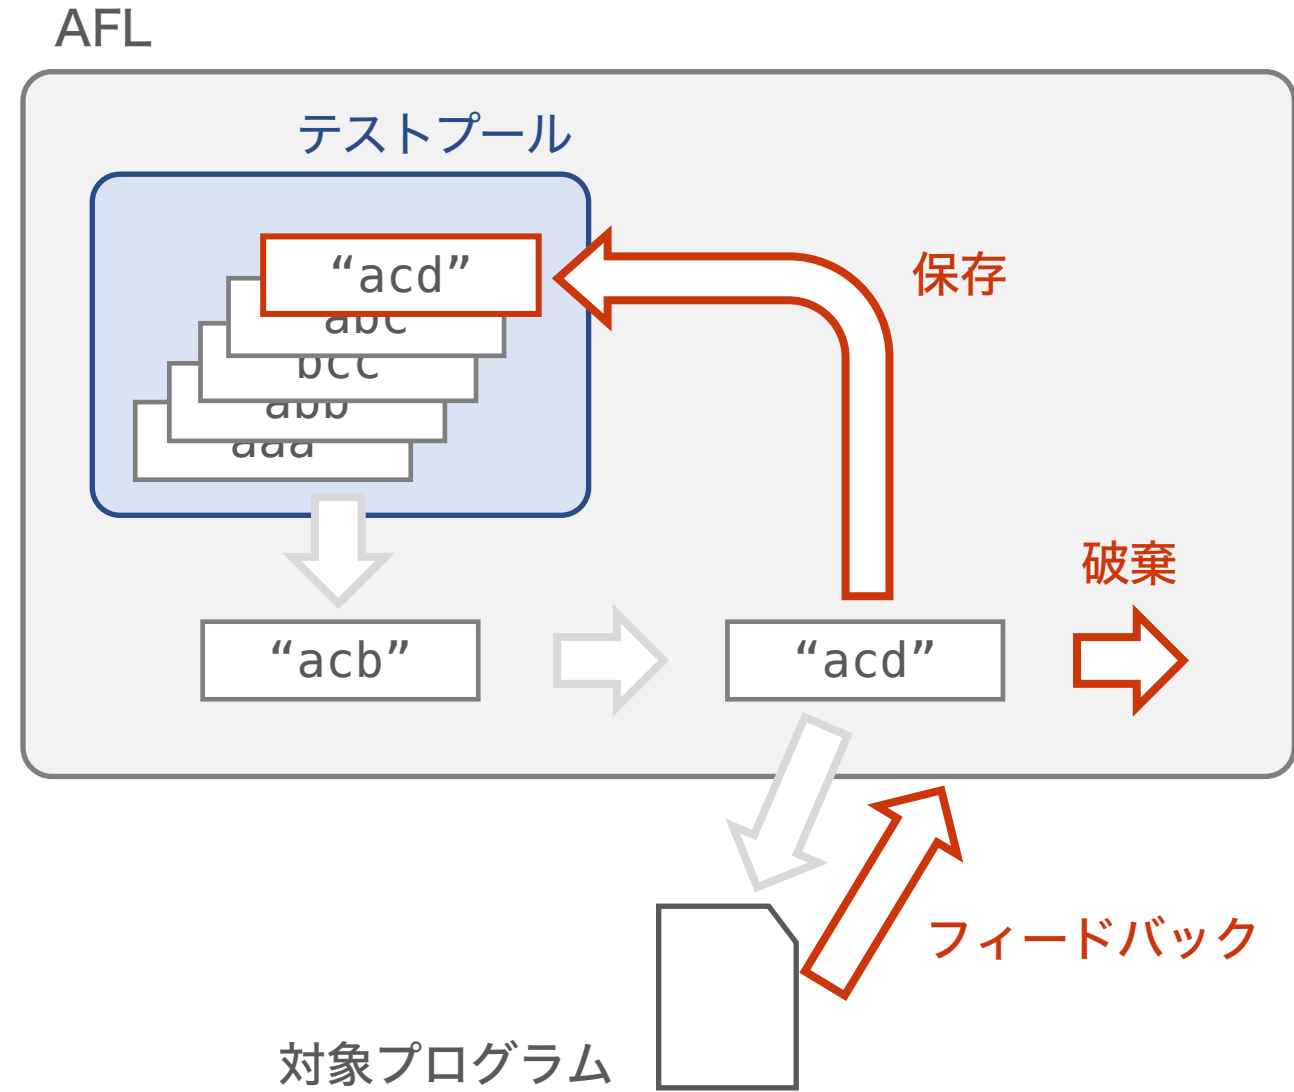 AFL
テストプール
“acd”
abc
bcc
abb
aaa
保存
破棄
“acb”
“acd”
フィードバック
対象プログラム